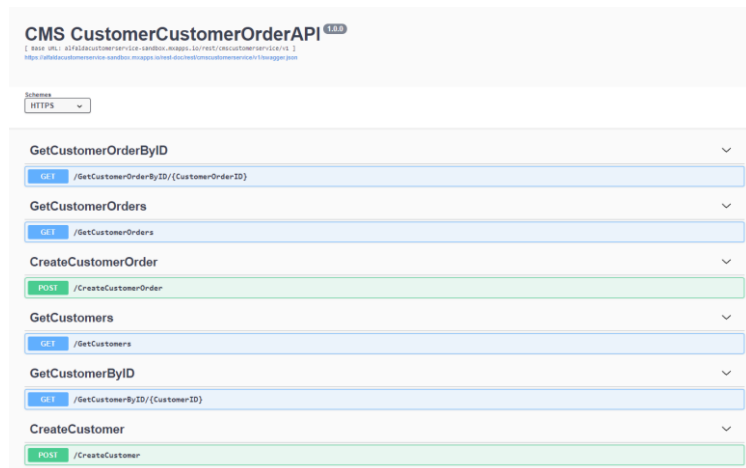 CMS CustomerCustomerOrderAPI 1.0.0
[ Base URL: alfaldacustomerservice-sandbox.mxapps.io/rest/cmscustomerservice/v1 ]
https://alfaldacustomerservice-sandbox.mxapps.io/rest-doc/rest/cmscustomerservice/v1/swagger.json
Schemes
HTTPS
GetCustomerOrderByID
GET /GetCustomerOrderByID/{CustomerOrderID}
GetCustomerOrders
GET /GetCustomerOrders
CreateCustomerOrder
POST /CreateCustomerOrder
GetCustomers
GET /GetCustomers
GetCustomerByID
GET /GetCustomerByID/{CustomerID}
CreateCustomer
POST /CreateCustomer